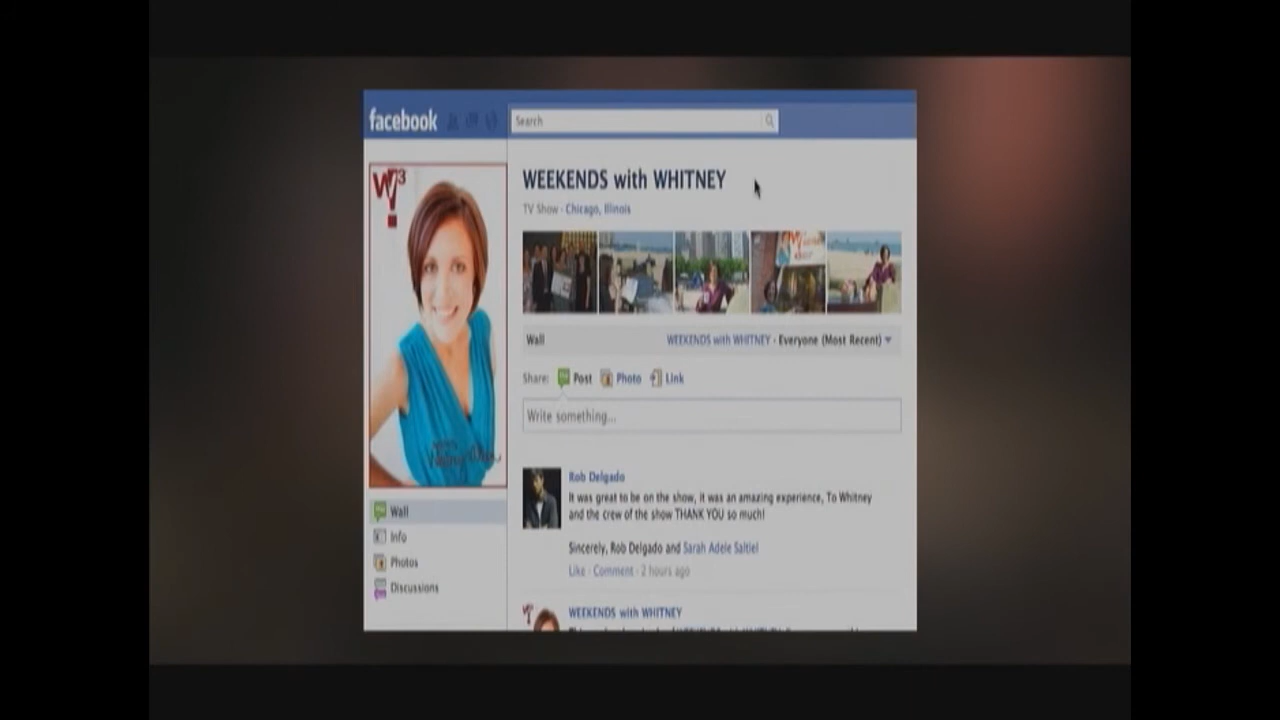 facebook
Search
W!3
WEEKENDS with WHITNEY
TV Show · Chicago, Illinois
Wall
WEEKENDS with WHITNEY · Everyone (Most Recent)
Share:
Post
Photo
Link
Write something...
Rob Delgado
It was great to be on the show, it was an amazing experience, To Whitney
and the crew of the show THANK YOU so much!
Sincerely, Rob Delgado and Sarah Adele Saltiel
Like · Comment · 2 hours ago
WEEKENDS with WHITNEY
Wall
Info
Photos
Discussions